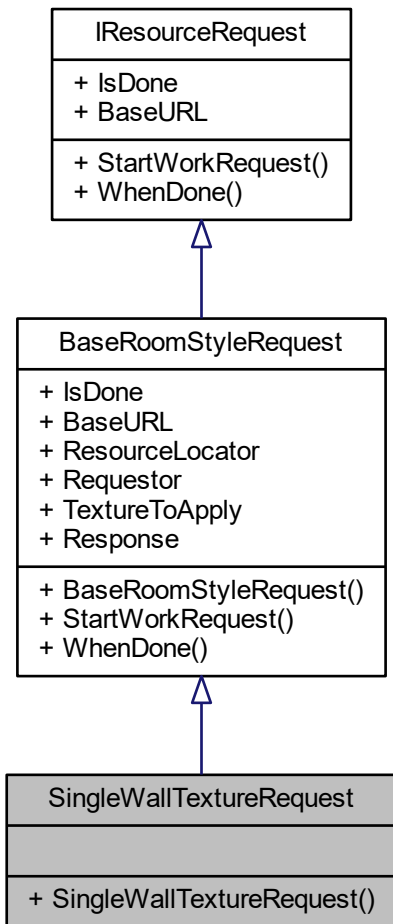 IResourceRequest
+ IsDone
+ BaseURL
+ StartWorkRequest()
+ WhenDone()
BaseRoomStyleRequest
+ IsDone
+ BaseURL
+ ResourceLocator
+ Requestor
+ TextureToApply
+ Response
+ BaseRoomStyleRequest()
+ StartWorkRequest()
+ WhenDone()
SingleWallTextureRequest
+ SingleWallTextureRequest()